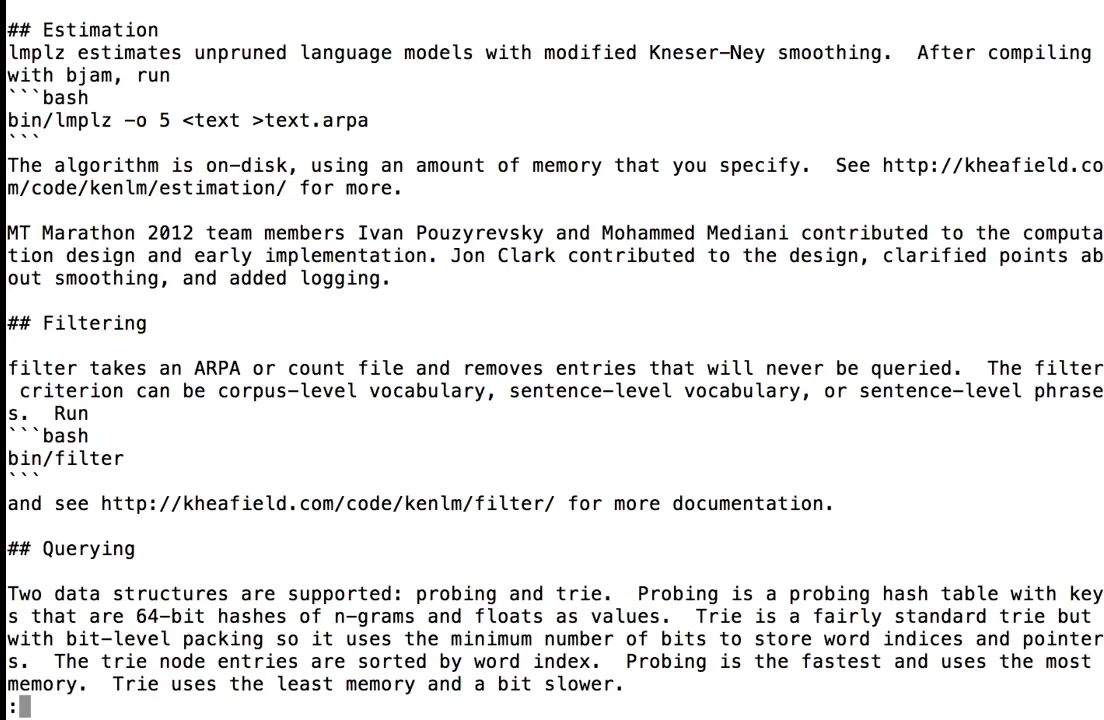 ## Estimation
lmplz estimates unpruned language models with modified Kneser-Ney smoothing.  After compiling
with bjam, run
```bash
bin/lmplz -o 5 <text >text.arpa
```
The algorithm is on-disk, using an amount of memory that you specify.  See http://kheafield.co
m/code/kenlm/estimation/ for more.

MT Marathon 2012 team members Ivan Pouzyrevsky and Mohammed Mediani contributed to the computa
tion design and early implementation. Jon Clark contributed to the design, clarified points ab
out smoothing, and added logging.

## Filtering

filter takes an ARPA or count file and removes entries that will never be queried.  The filter
 criterion can be corpus-level vocabulary, sentence-level vocabulary, or sentence-level phrase
s.  Run
```bash
bin/filter
```
and see http://kheafield.com/code/kenlm/filter/ for more documentation.

## Querying

Two data structures are supported: probing and trie.  Probing is a probing hash table with key
s that are 64-bit hashes of n-grams and floats as values.  Trie is a fairly standard trie but
with bit-level packing so it uses the minimum number of bits to store word indices and pointer
s.  The trie node entries are sorted by word index.  Probing is the fastest and uses the most
memory.  Trie uses the least memory and a bit slower.
: